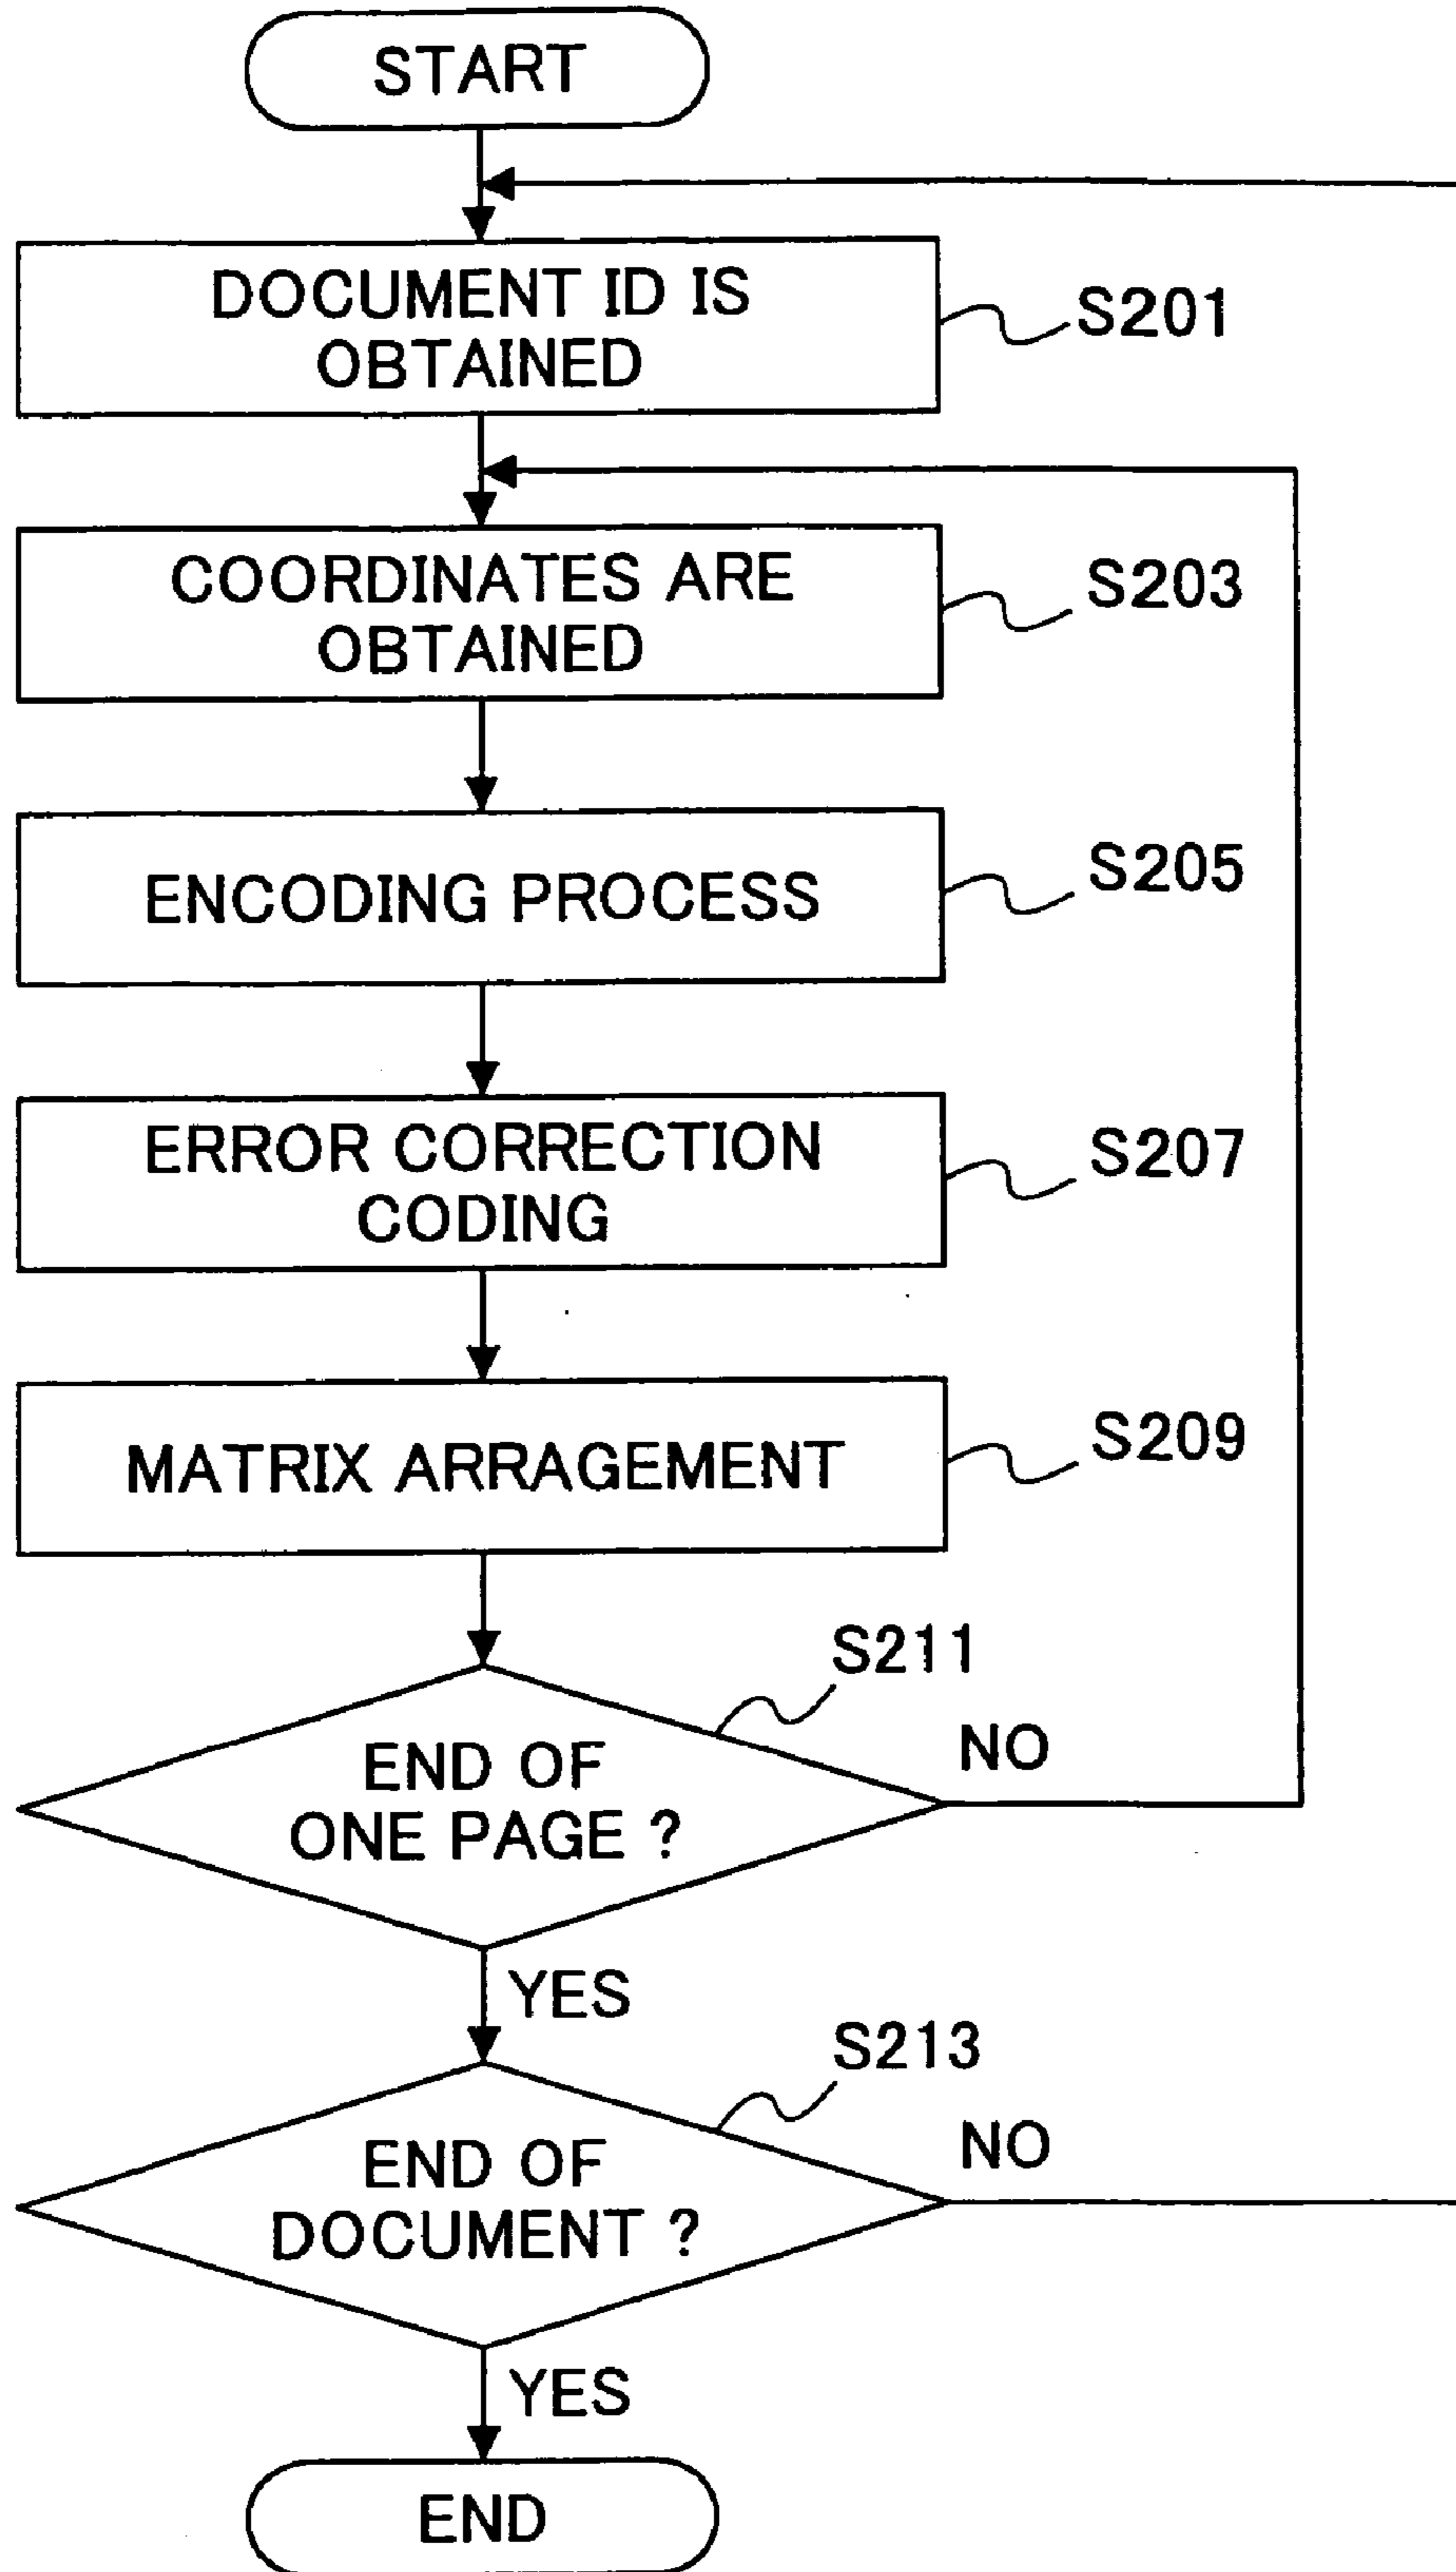 START
DOCUMENT ID IS
OBTAINED
S201
COORDINATES ARE
OBTAINED
S203
ENCODING PROCESS
S205
ERROR CORRECTION
CODING
S207
MATRIX ARRAGEMENT
S209
S211
END OF
ONE PAGE ?
NO
YES
S213
END OF
DOCUMENT ?
NO
YES
END